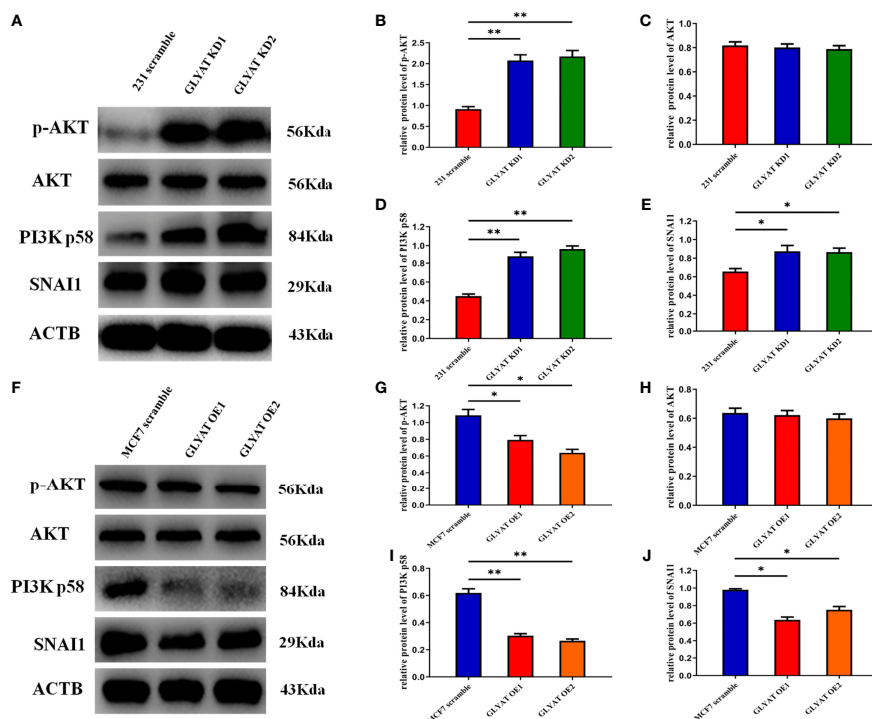 A
231 scramble
GLYAT KD1
GLYAT KD2
p-AKT
56Kda
AKT
56Kda
PI3K p58
84Kda
SNAI1
29Kda
ACTB
43Kda
B
relative protein level of p-AKT
2.5
2.0
1.5
1.0
0.5
0.0
**
**
231 scramble
GLYAT KD1
GLYAT KD2
C
relative protein level of AKT
1.0
0.8
0.6
0.4
0.2
0.0
231 scramble
GLYAT KD1
GLYAT KD2
D
relative protein level of PI3K p58
1.4
1.2
1.0
0.8
0.6
0.4
0.2
0.0
**
**
231 scramble
GLYAT KD1
GLYAT KD2
E
relative protein level of SNAI1
1.4
1.2
1.0
0.8
0.6
0.4
0.2
0.0
*
*
231 scramble
GLYAT KD1
GLYAT KD2
F
MCF7 scramble
GLYAT OE1
GLYAT OE2
p-AKT
56Kda
AKT
56Kda
PI3K p58
84Kda
SNAI1
29Kda
ACTB
43Kda
G
relative protein level of p-AKT
1.4
1.2
1.0
0.8
0.6
0.4
0.2
0.0
*
*
MCF7 scramble
GLYAT OE1
GLYAT OE2
H
relative protein level of AKT
0.8
0.6
0.4
0.2
0.0
MCF7 scramble
GLYAT OE1
GLYAT OE2
I
relative protein level of PI3K p58
0.8
0.6
0.4
0.2
0.0
**
**
MCF7 scramble
GLYAT OE1
GLYAT OE2
J
relative protein level of SNAI1
1.4
1.2
1.0
0.8
0.6
0.4
0.2
0.0
*
*
MCF7 scramble
GLYAT OE1
GLYAT OE2